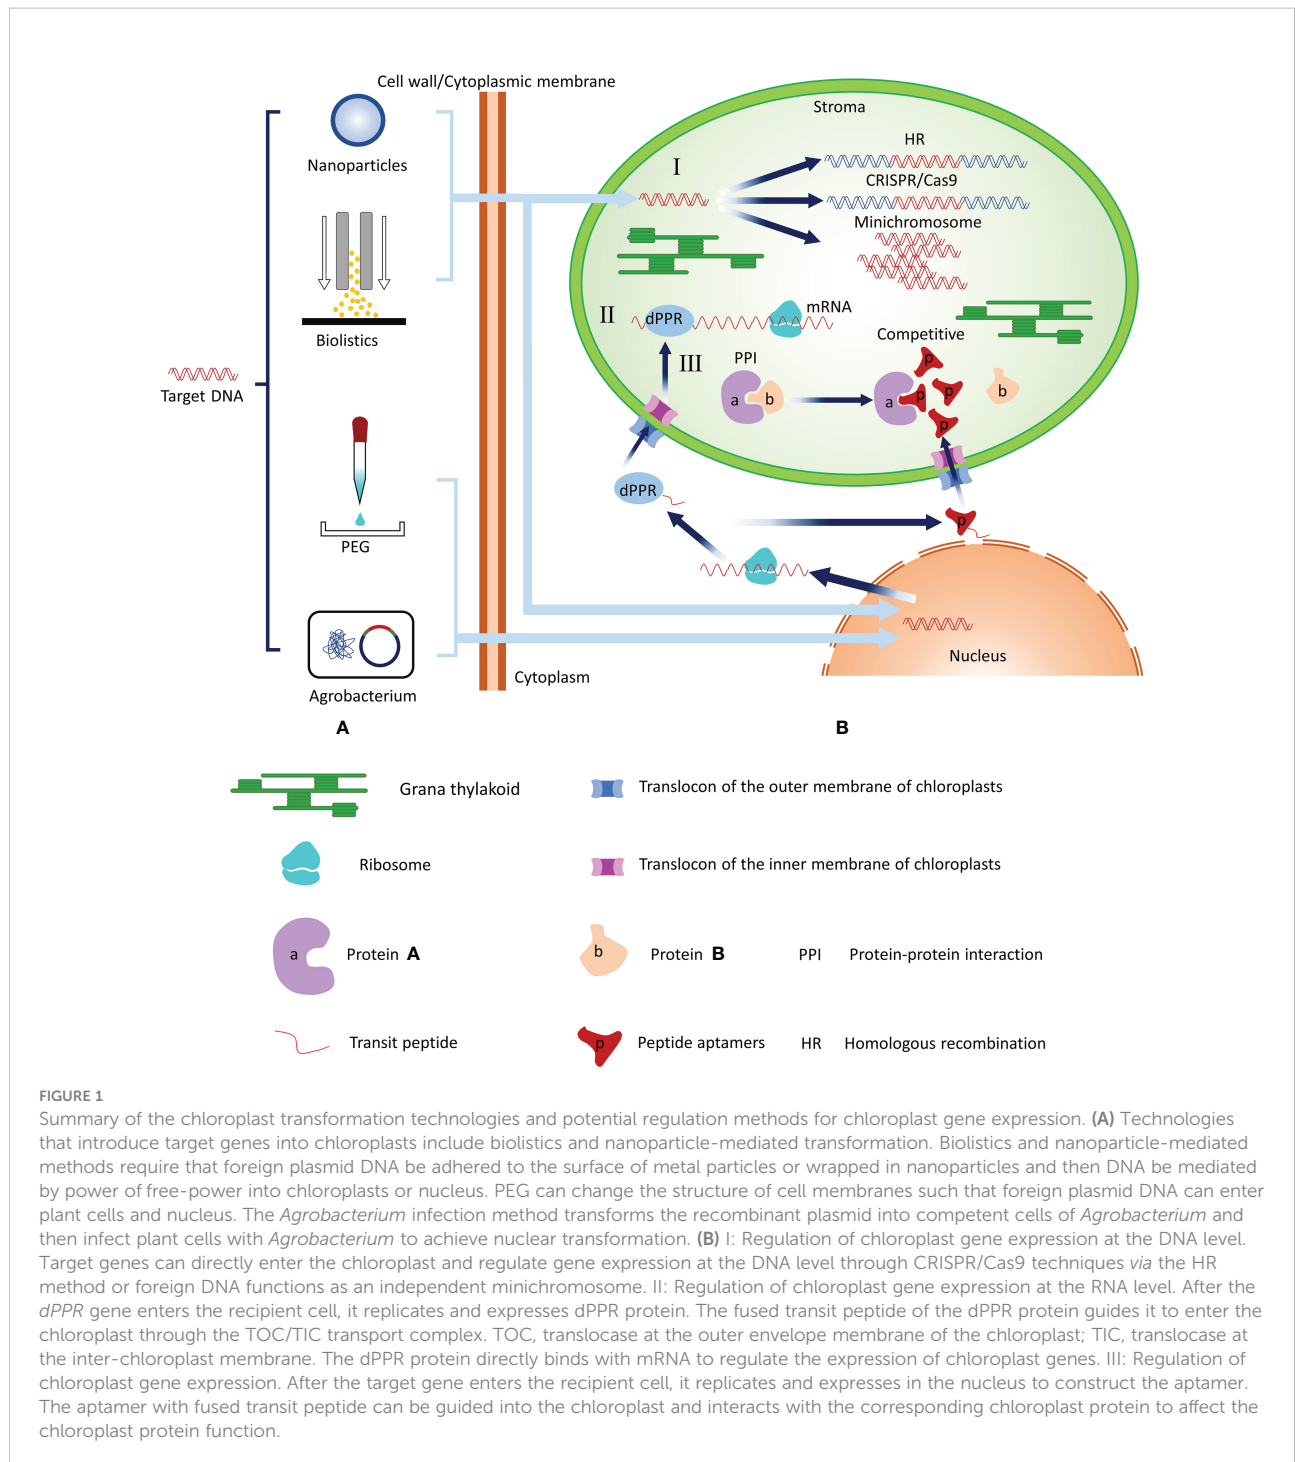 Cell wall/Cytoplasmic membrane
Nanoparticles
Biolistics
Target DNA
PEG
Agrobacterium
Cytoplasm
Stroma
I
HR
CRISPR/Cas9
Minichromosome
II
dPPR
mRNA
III
PPI
a
b
Competitive
a
p
p
p
p
b
dPPR
p
Nucleus
A
B
Grana thylakoid
Translocon of the outer membrane of chloroplasts
Ribosome
Translocon of the inner membrane of chloroplasts
a
Protein A
b
Protein B
PPI Protein-protein interaction
Transit peptide
p
Peptide aptamers
HR Homologous recombination
FIGURE 1
Summary of the chloroplast transformation technologies and potential regulation methods for chloroplast gene expression. (A) Technologies
that introduce target genes into chloroplasts include biolistics and nanoparticle-mediated transformation. Biolistics and nanoparticle-mediated
methods require that foreign plasmid DNA be adhered to the surface of metal particles or wrapped in nanoparticles and then DNA be mediated
by power of free-power into chloroplasts or nucleus. PEG can change the structure of cell membranes such that foreign plasmid DNA can enter
plant cells and nucleus. The Agrobacterium infection method transforms the recombinant plasmid into competent cells of Agrobacterium and
then infect plant cells with Agrobacterium to achieve nuclear transformation. (B) I: Regulation of chloroplast gene expression at the DNA level.
Target genes can directly enter the chloroplast and regulate gene expression at the DNA level through CRISPR/Cas9 techniques via the HR
method or foreign DNA functions as an independent minichromosome. II: Regulation of chloroplast gene expression at the RNA level. After the
dPPR gene enters the recipient cell, it replicates and expresses dPPR protein. The fused transit peptide of the dPPR protein guides it to enter the
chloroplast through the TOC/TIC transport complex. TOC, translocase at the outer envelope membrane of the chloroplast; TIC, translocase at
the inter-chloroplast membrane. The dPPR protein directly binds with mRNA to regulate the expression of chloroplast genes. III: Regulation of
chloroplast gene expression. After the target gene enters the recipient cell, it replicates and expresses in the nucleus to construct the aptamer.
The aptamer with fused transit peptide can be guided into the chloroplast and interacts with the corresponding chloroplast protein to affect the
chloroplast protein function.